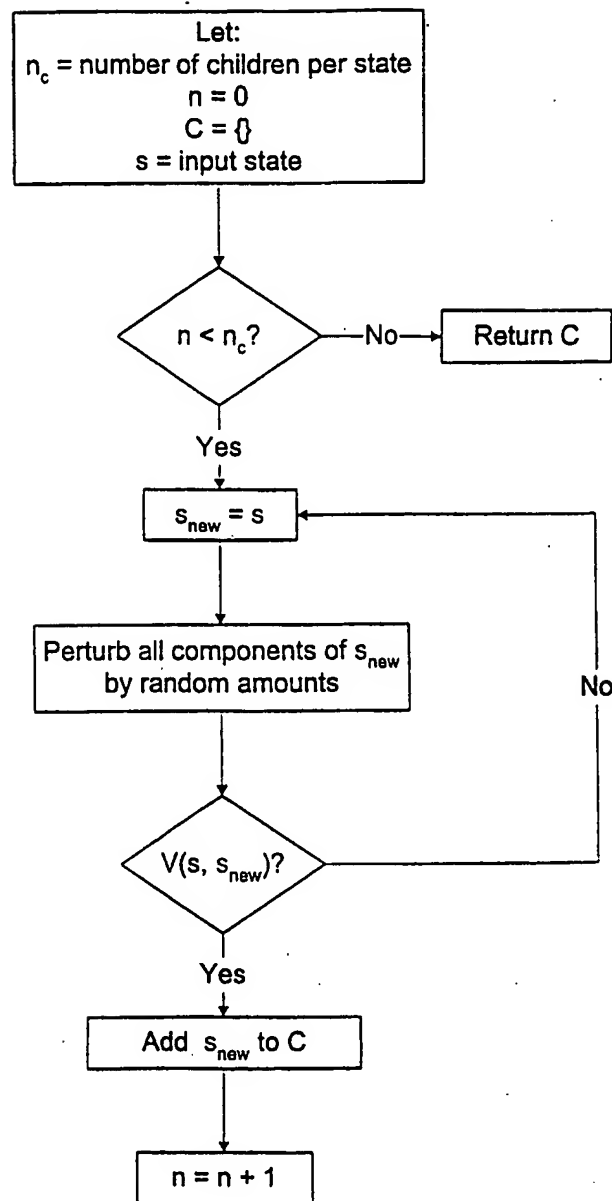 Let:
n_c = number of children per state
n = 0
C = {}
s = input state
n < n_c?
No
Return C
Yes
s_new = s
Perturb all components of s_new
by random amounts
No
V(s, s_new)?
Yes
Add s_new to C
n = n + 1